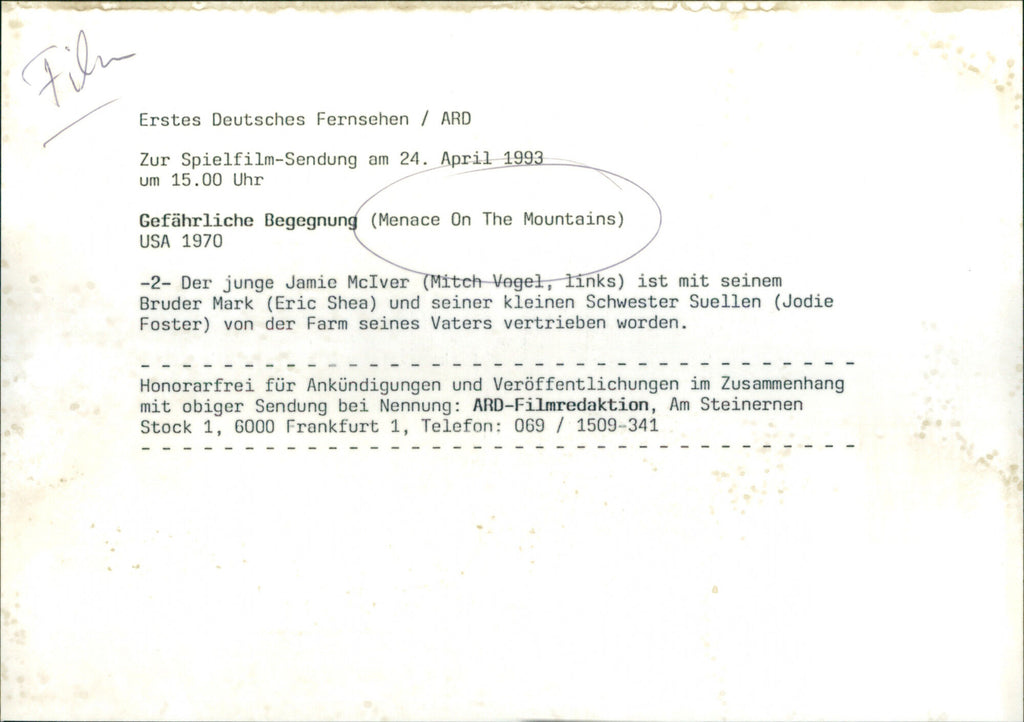 Film
Erstes Deutsches Fernsehen / ARD
Zur Spielfilm-Sendung am 24. April 1993
um 15.00 Uhr
Gefährliche Begegnung (Menace On The Mountains)
USA 1970
-2- Der junge Jamie McIver (Mitch Vogel, links) ist mit seinem
Bruder Mark (Eric Shea) und seiner kleinen Schwester Suellen (Jodie
Foster) von der Farm seines Vaters vertrieben worden.
- - - - - - - - - - - - - - - - - - - - - - - - - - - - - - - - - - -
Honorarfrei für Ankündigungen und Veröffentlichungen im Zusammenhang
mit obiger Sendung bei Nennung: ARD-Filmredaktion, Am Steinernen
Stock 1, 6000 Frankfurt 1, Telefon: 069 / 1509-341
- - - - - - - - - - - - - - - - - - - - - - - - - - - - - - - - - - -